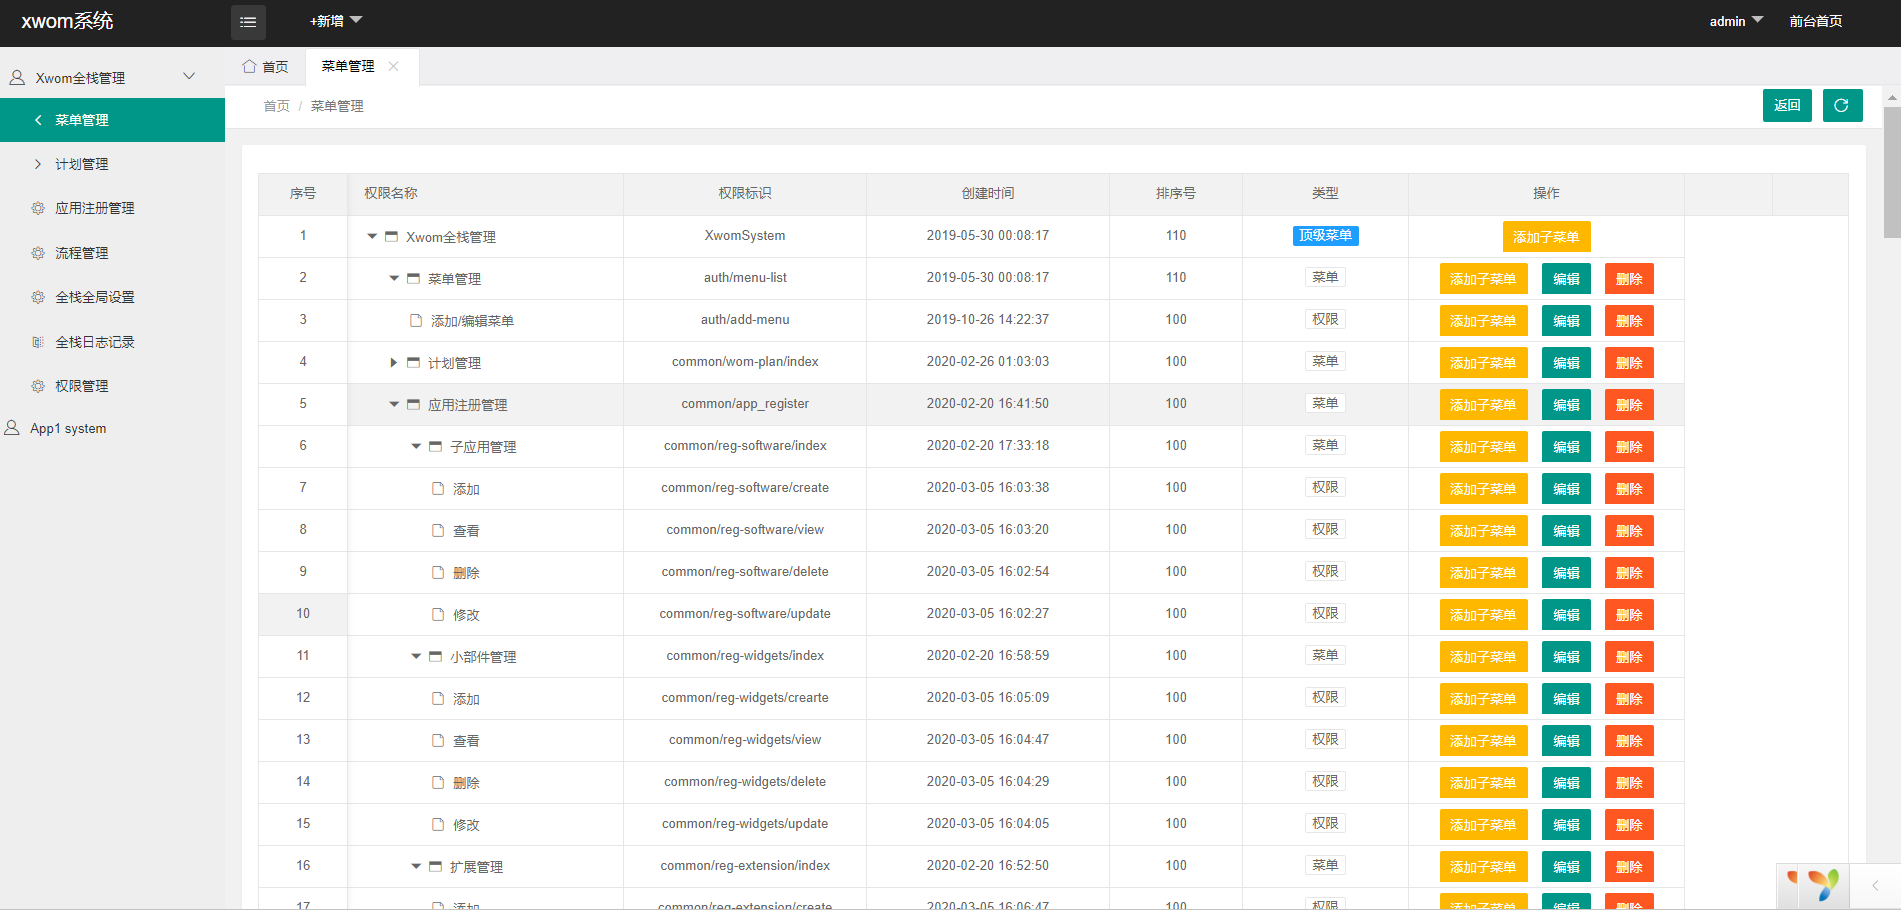 xwom系统
+新增
admin
前台首页
Xwom全栈管理
菜单管理
计划管理
应用注册管理
流程管理
全栈全局设置
全栈日志记录
权限管理
App1 system
首页
菜单管理
首页 / 菜单管理
返回
序号 权限名称 权限标识 创建时间 排序号 类型 操作
1 Xwom全栈管理 XwomSystem 2019-05-30 00:08:17 110 顶级菜单 添加子菜单
2 菜单管理 auth/menu-list 2019-05-30 00:08:17 110 菜单 添加子菜单 编辑 删除
3 添加/编辑菜单 auth/add-menu 2019-10-26 14:22:37 100 权限 添加子菜单 编辑 删除
4 计划管理 common/wom-plan/index 2020-02-26 01:03:03 100 菜单 添加子菜单 编辑 删除
5 应用注册管理 common/app_register 2020-02-20 16:41:50 100 菜单 添加子菜单 编辑 删除
6 子应用管理 common/reg-software/index 2020-02-20 17:33:18 100 菜单 添加子菜单 编辑 删除
7 添加 common/reg-software/create 2020-03-05 16:03:38 100 权限 添加子菜单 编辑 删除
8 查看 common/reg-software/view 2020-03-05 16:03:20 100 权限 添加子菜单 编辑 删除
9 删除 common/reg-software/delete 2020-03-05 16:02:54 100 权限 添加子菜单 编辑 删除
10 修改 common/reg-software/update 2020-03-05 16:02:27 100 权限 添加子菜单 编辑 删除
11 小部件管理 common/reg-widgets/index 2020-02-20 16:58:59 100 菜单 添加子菜单 编辑 删除
12 添加 common/reg-widgets/crearte 2020-03-05 16:05:09 100 权限 添加子菜单 编辑 删除
13 查看 common/reg-widgets/view 2020-03-05 16:04:47 100 权限 添加子菜单 编辑 删除
14 删除 common/reg-widgets/delete 2020-03-05 16:04:29 100 权限 添加子菜单 编辑 删除
15 修改 common/reg-widgets/update 2020-03-05 16:04:05 100 权限 添加子菜单 编辑 删除
16 扩展管理 common/reg-extension/index 2020-02-20 16:52:50 100 菜单 添加子菜单 编辑 删除
17 添加 common/reg-extension/create 2020-03-05 16:06:47 100 权限 添加子菜单 编辑 删除